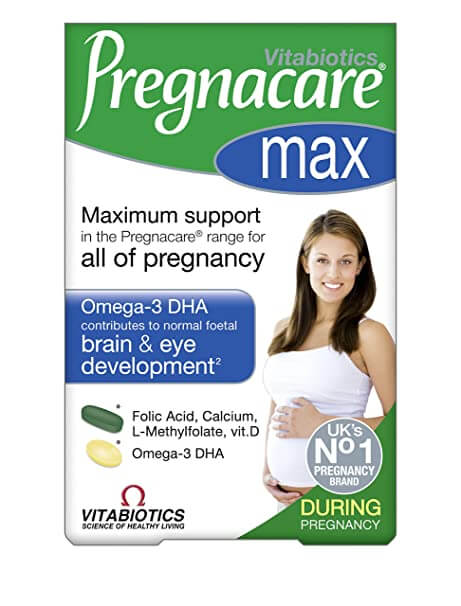 Vitabiotics
Pregnacare®
max
Maximum support
in the Pregnacare® range for
all of pregnancy
Omega-3 DHA
contributes to normal foetal
brain & eye
development²
Folic Acid, Calcium,
L-Methylfolate, vit.D
Omega-3 DHA
UK's
Nº1
PREGNANCY
BRAND
VITABIOTICS
SCIENCE OF HEALTHY LIVING
DURING
PREGNANCY